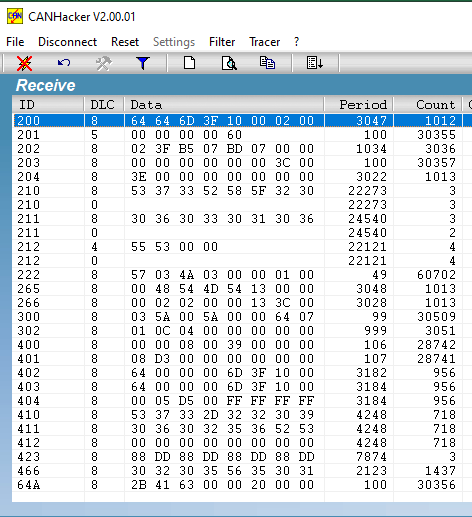 CANHacker V2.00.01
File Disconnect Reset Settings Filter Tracer ?
Receive
ID DLC Data Period Count
200 8 64 64 6D 3F 10 00 02 00 3047 1012
201 5 00 00 00 00 60 100 30355
202 8 02 3F B5 07 BD 07 00 00 1034 3036
203 8 00 00 00 00 00 00 3C 00 100 30357
204 8 3E 00 00 00 00 00 00 00 3022 1013
210 8 53 37 33 52 58 5F 32 30 22273 3
210 0 22273 3
211 8 30 36 30 33 30 31 30 36 24540 3
211 0 24540 2
212 4 55 53 00 00 22121 4
212 0 22121 4
222 8 57 03 4A 03 00 00 01 00 49 60702
265 8 00 48 54 4D 54 13 00 00 3048 1013
266 8 00 02 02 00 00 13 3C 00 3028 1013
300 8 03 5A 00 5A 00 00 64 07 99 30509
302 8 01 0C 04 00 00 00 00 00 999 3051
400 8 00 00 08 00 39 00 00 00 106 28742
401 8 08 D3 00 00 00 00 00 00 107 28741
402 8 64 00 00 00 6D 3F 10 00 3182 956
403 8 64 00 00 00 6D 3F 10 00 3184 956
404 8 00 05 D5 00 FF FF FF FF 3184 956
410 8 53 37 33 2D 32 32 30 39 4248 718
411 8 30 36 30 32 35 36 52 53 4248 718
412 8 00 00 00 00 00 00 00 00 4248 718
423 8 88 DD 88 DD 88 DD 88 DD 7874 3
466 8 30 32 30 35 56 35 30 31 2123 1437
64A 8 2B 41 63 00 00 20 00 00 100 30356